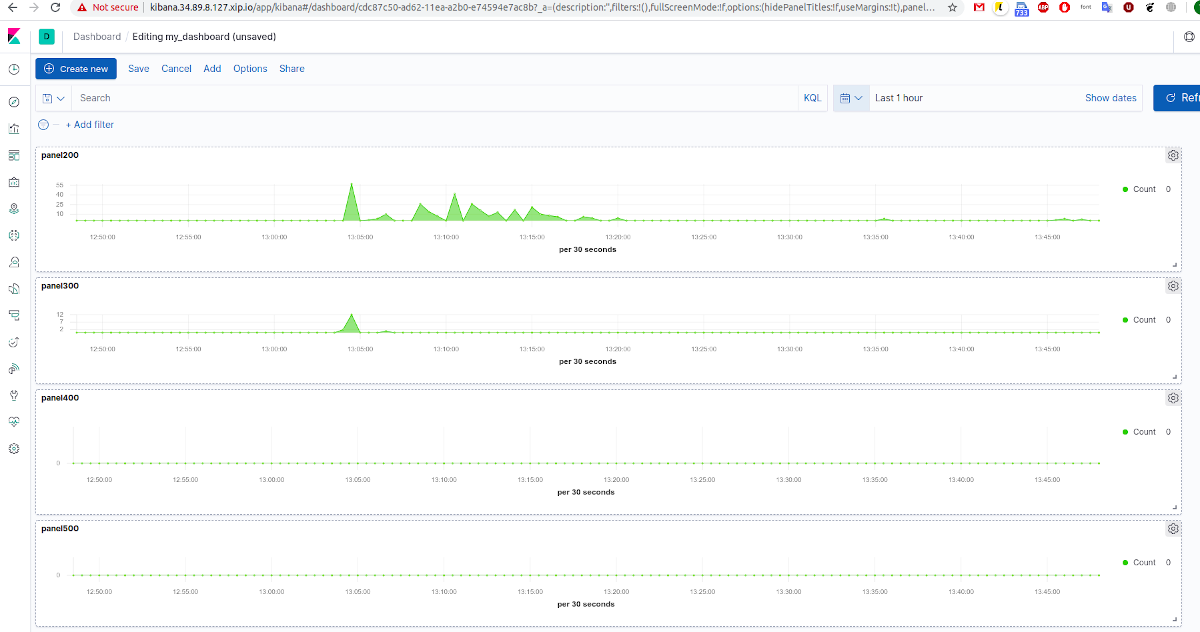 Not secure kibana.34.89.8.127.xip.io/app/kibana#/dashboard/cdc87c50-ad62-11ea-a2b0-e74594e7ac8b?_a=(description:'',filters:!(),fullScreenMode:!f,options:(hidePanelTitles:!f,useMargins:!t),panel...
733 ABP font
D Dashboard / Editing my_dashboard (unsaved)
Create new Save Cancel Add Options Share
Search KQL Last 1 hour Show dates Refr
+ Add filter
panel200
55
40
25
10
Count 0
12:50:00 12:55:00 13:00:00 13:05:00 13:10:00 13:15:00 13:20:00 13:25:00 13:30:00 13:35:00 13:40:00 13:45:00
per 30 seconds
panel300
12
7
2
Count 0
12:50:00 12:55:00 13:00:00 13:05:00 13:10:00 13:15:00 13:20:00 13:25:00 13:30:00 13:35:00 13:40:00 13:45:00
per 30 seconds
panel400
Count 0
0
12:50:00 12:55:00 13:00:00 13:05:00 13:10:00 13:15:00 13:20:00 13:25:00 13:30:00 13:35:00 13:40:00 13:45:00
per 30 seconds
panel500
Count 0
0
12:50:00 12:55:00 13:00:00 13:05:00 13:10:00 13:15:00 13:20:00 13:25:00 13:30:00 13:35:00 13:40:00 13:45:00
per 30 seconds